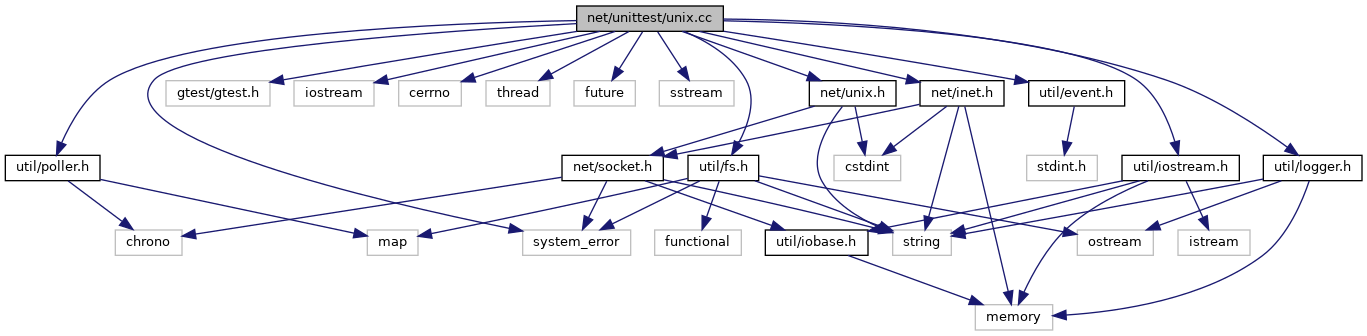 net/unittest/unix.cc
gtest/gtest.h
iostream
cerrno
thread
future
sstream
net/unix.h
net/inet.h
util/event.h
util/poller.h
net/socket.h
util/fs.h
cstdint
stdint.h
util/iostream.h
util/logger.h
chrono
map
system_error
functional
util/iobase.h
string
ostream
istream
memory